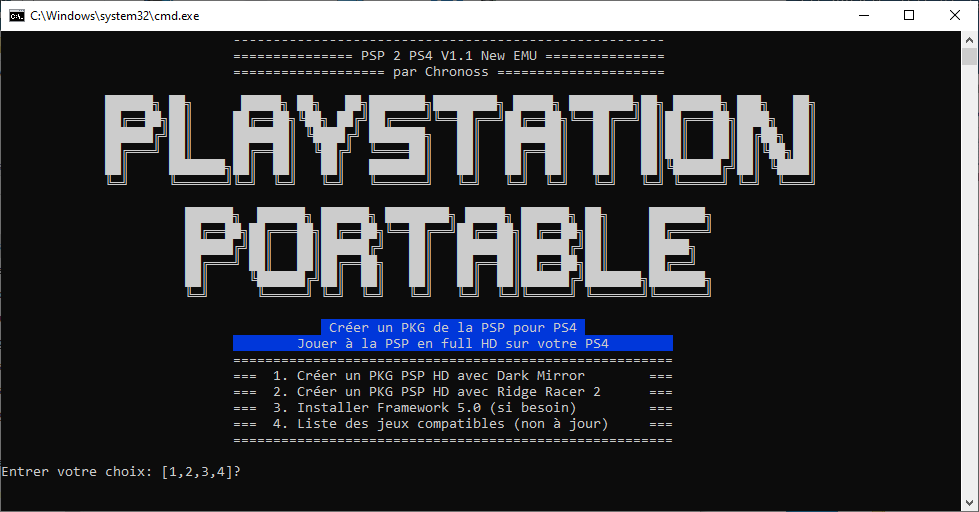 C:\Windows\system32\cmd.exe
------------------------------------------------------
=============== PSP 2 PS4 V1.1 New EMU ===============
=================== par Chronoss =====================
PLAYSTATION
PORTABLE
Créer un PKG de la PSP pour PS4
Jouer à la PSP en full HD sur votre PS4
=======================================================
=== 1. Créer un PKG PSP HD avec Dark Mirror ===
=== 2. Créer un PKG PSP HD avec Ridge Racer 2 ===
=== 3. Installer Framework 5.0 (si besoin) ===
=== 4. Liste des jeux compatibles (non à jour) ===
=======================================================
Entrer votre choix: [1,2,3,4]?